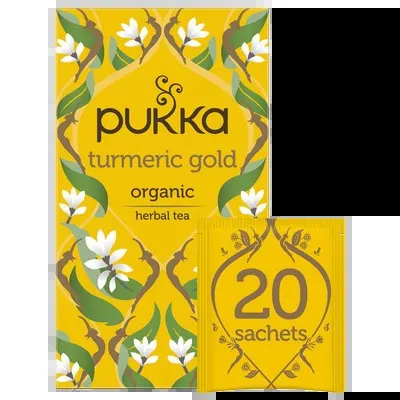 pukka
turmeric gold
organic
herbal tea
20
sachets